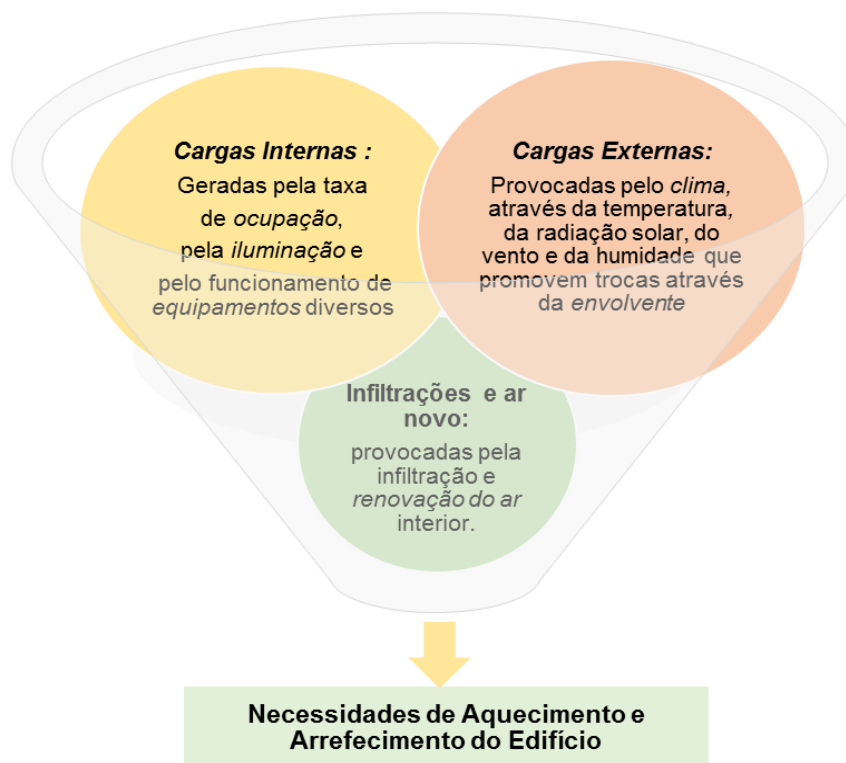 Cargas Internas :
Geradas pela taxa
de ocupação,
pela iluminação e
pelo funcionamento de
equipamentos diversos
Cargas Externas:
Provocadas pelo clima,
através da temperatura,
da radiação solar, do
vento e da humidade que
promovem trocas através
da envolvente
Infiltrações e ar
novo:
provocadas pela
infiltração e
renovação do ar
interior.
Necessidades de Aquecimento e
Arrefecimento do Edifício